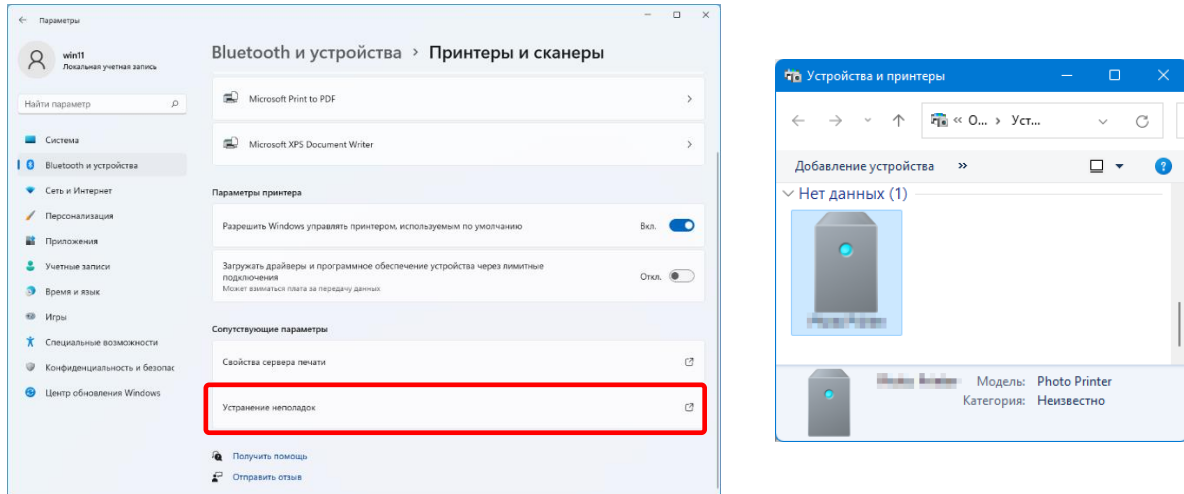 Параметры
win11
Локальная учетная запись
Найти параметр
Система
Bluetooth и устройства
Сеть и Интернет
Персонализация
Приложения
Учетные записи
Время и язык
Игры
Специальные возможности
Конфиденциальность и безопас
Центр обновления Windows
Bluetooth и устройства > Принтеры и сканеры
Microsoft Print to PDF
Microsoft XPS Document Writer
Параметры принтера
Разрешить Windows управлять принтером, используемым по умолчанию Вкл.
Загружать драйверы и программное обеспечение устройства через лимитные
подключения Откл.
Может взиматься плата за передачу данных
Сопутствующие параметры
Свойства сервера печати
Устранение неполадок
Получить помощь
Отправить отзыв
Устройства и принтеры
« О... > Уст...
Добавление устройства »
Нет данных (1)
Модель: Photo Printer
Категория: Неизвестно